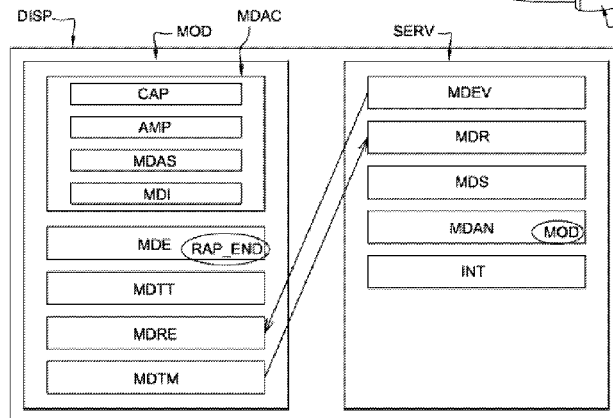 DISP
MOD
MDAC
SERV
CAP
AMP
MDAS
MDI
MDE RAP_END
MDTT
MDRE
MDTM
MDEV
MDR
MDS
MDAN MOD
INT